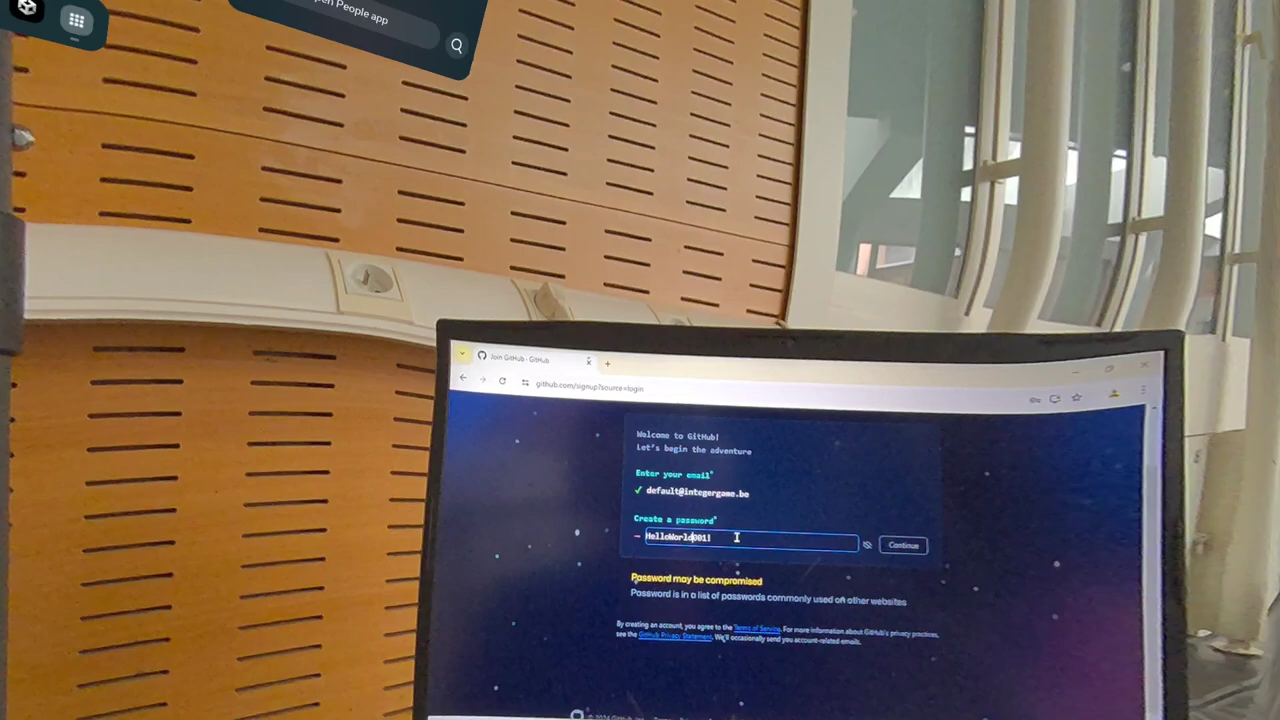 People app
Join GitHub · GitHub
github.com/signup?source=login
Welcome to GitHub!
Let's begin the adventure
Enter your email*
✓ default@integergame.be
Create a password*
→ HelloWorld001!
Continue
Password may be compromised
Password is in a list of passwords commonly used on other websites
By creating an account, you agree to the Terms of Service. For more information about GitHub's privacy practices,
see the GitHub Privacy Statement. We'll occasionally send you account-related emails.